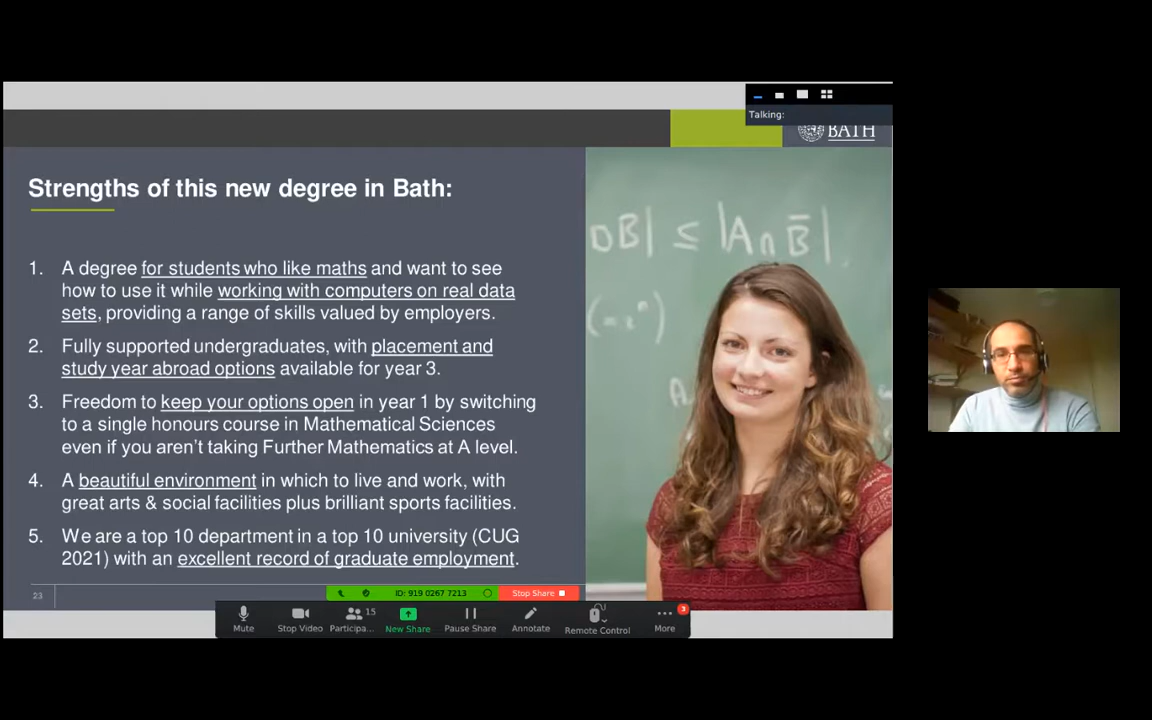 Talking:
BATH
Strengths of this new degree in Bath:
1. A degree for students who like maths and want to see
how to use it while working with computers on real data
sets, providing a range of skills valued by employers.
2. Fully supported undergraduates, with placement and
study year abroad options available for year 3.
3. Freedom to keep your options open in year 1 by switching
to a single honours course in Mathematical Sciences
even if you aren't taking Further Mathematics at A level.
4. A beautiful environment in which to live and work, with
great arts & social facilities plus brilliant sports facilities.
5. We are a top 10 department in a top 10 university (CUG
2021) with an excellent record of graduate employment.
B| ≤ |A∩B̅|
23
ID: 919 0267 7213
Stop Share
Mute
Stop Video
Participa...
15
New Share
Pause Share
Annotate
Remote Control
More
3